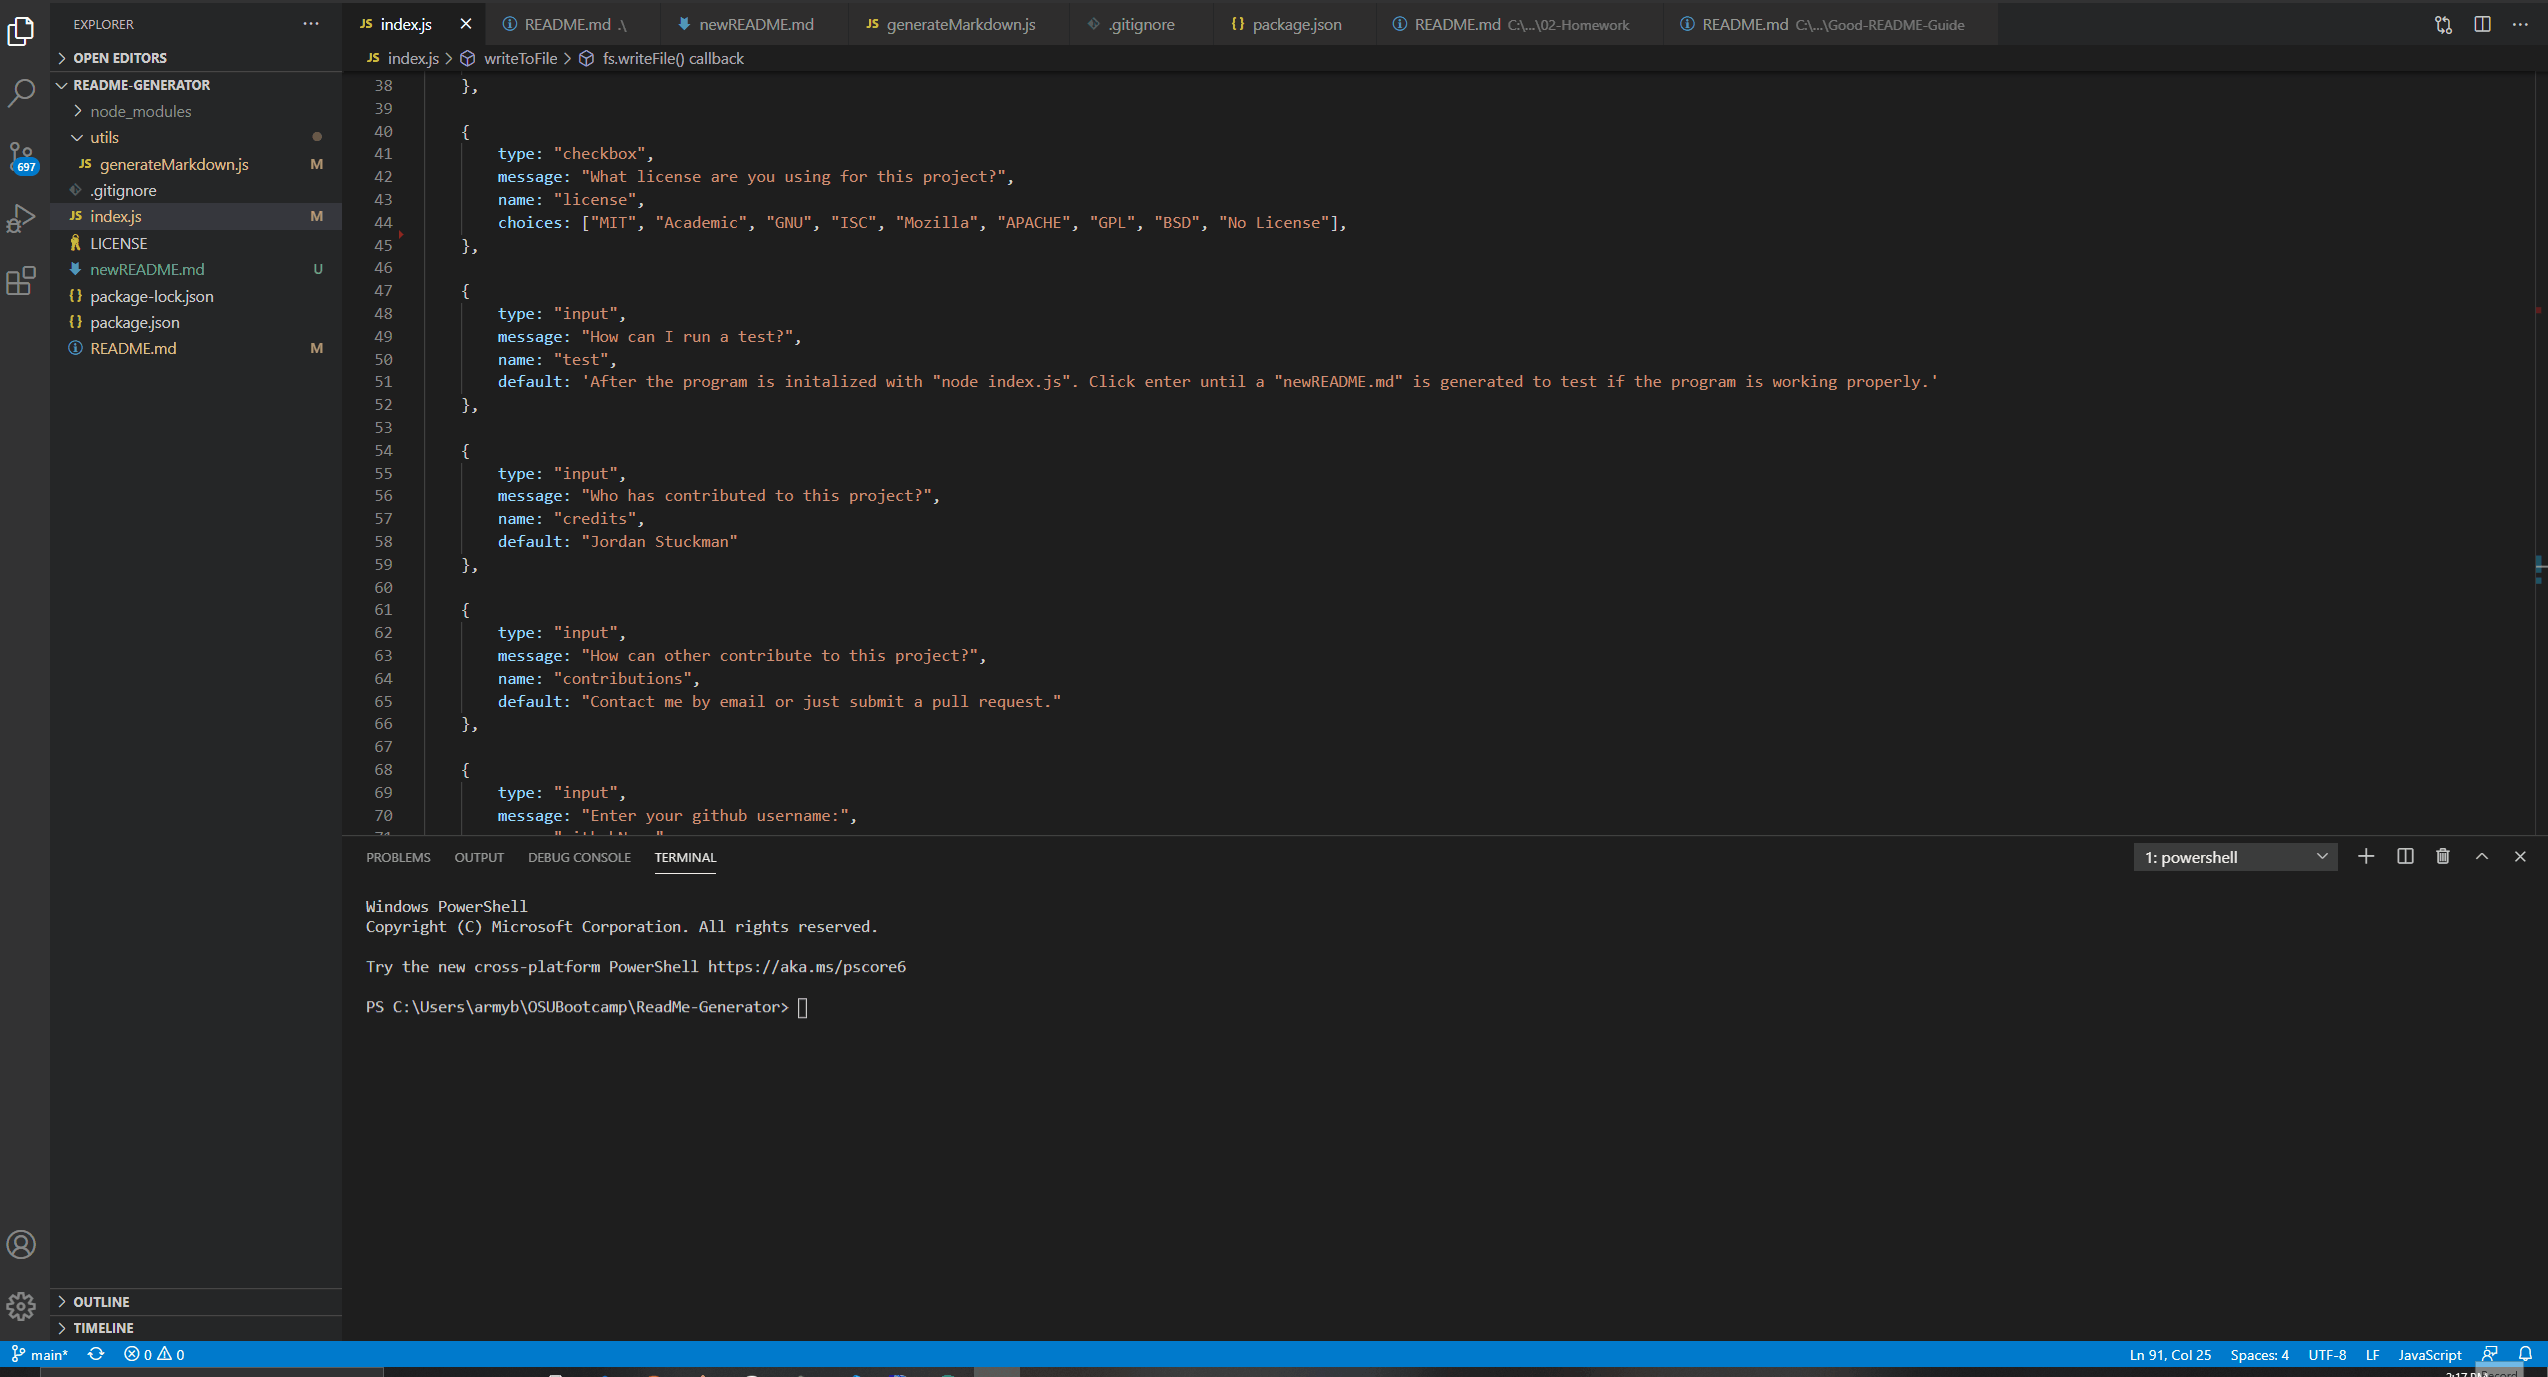 EXPLORER
OPEN EDITORS
README-GENERATOR
node_modules
utils
JS generateMarkdown.js M
.gitignore
JS index.js M
LICENSE
newREADME.md U
{} package-lock.json
{} package.json
README.md M
697
OUTLINE
TIMELINE
JS index.js
README.md .\
newREADME.md
JS generateMarkdown.js
.gitignore
{} package.json
README.md C:\...\02-Homework
README.md C:\...\Good-README-Guide
JS index.js > writeToFile > fs.writeFile() callback
38 },
39
40 {
41 type: "checkbox",
42 message: "What license are you using for this project?",
43 name: "license",
44 choices: ["MIT", "Academic", "GNU", "ISC", "Mozilla", "APACHE", "GPL", "BSD", "No License"],
45 },
46
47 {
48 type: "input",
49 message: "How can I run a test?",
50 name: "test",
51 default: 'After the program is initalized with "node index.js". Click enter until a "newREADME.md" is generated to test if the program is working properly.'
52 },
53
54 {
55 type: "input",
56 message: "Who has contributed to this project?",
57 name: "credits",
58 default: "Jordan Stuckman"
59 },
60
61 {
62 type: "input",
63 message: "How can other contribute to this project?",
64 name: "contributions",
65 default: "Contact me by email or just submit a pull request."
66 },
67
68 {
69 type: "input",
70 message: "Enter your github username:",
PROBLEMS OUTPUT DEBUG CONSOLE TERMINAL
1: powershell
Windows PowerShell
Copyright (C) Microsoft Corporation. All rights reserved.
Try the new cross-platform PowerShell https://aka.ms/pscore6
PS C:\Users\armyb\OSUBootcamp\ReadMe-Generator>
main* 0 0
Ln 91, Col 25 Spaces: 4 UTF-8 LF JavaScript